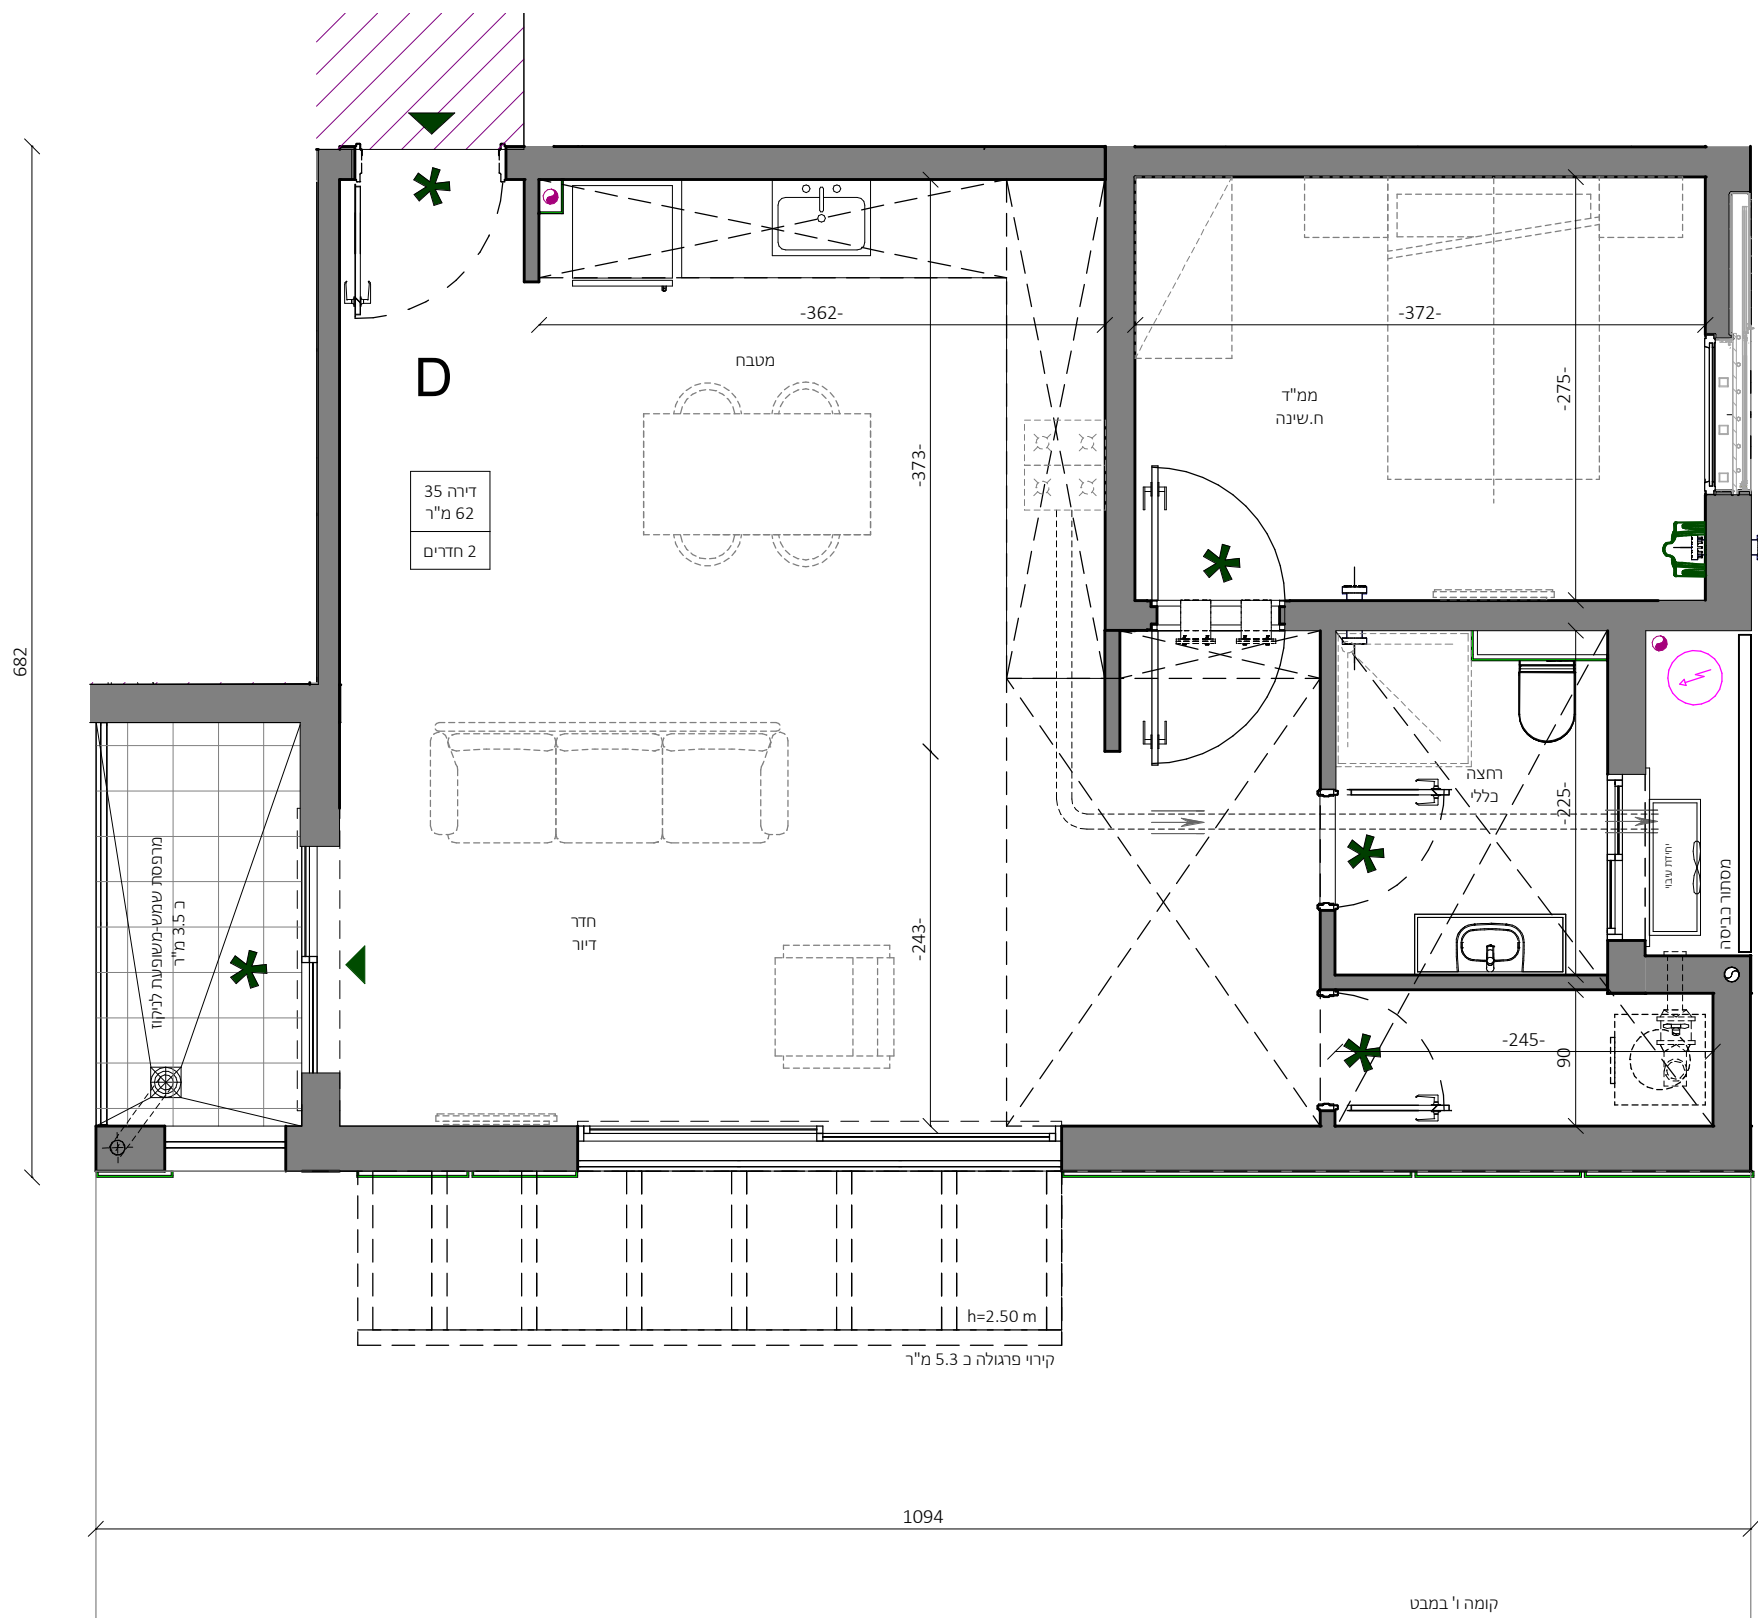 -362-
-372-
מטבח
D
-275-
ממ"ד
ח.שינה
-373-
דירה 35
62 מ"ר
2 חדרים
682
רחצה
כללי
-225-
יחידת עיבוי
מסתור כביסה
מרפסת שמש-משופעת לניקוז
כ 3.5 מ"ר
חדר
דיור
-243-
-245-
90
h=2.50 m
קירוי פרגולה כ 5.3 מ"ר
1094
קומה ו' במבט